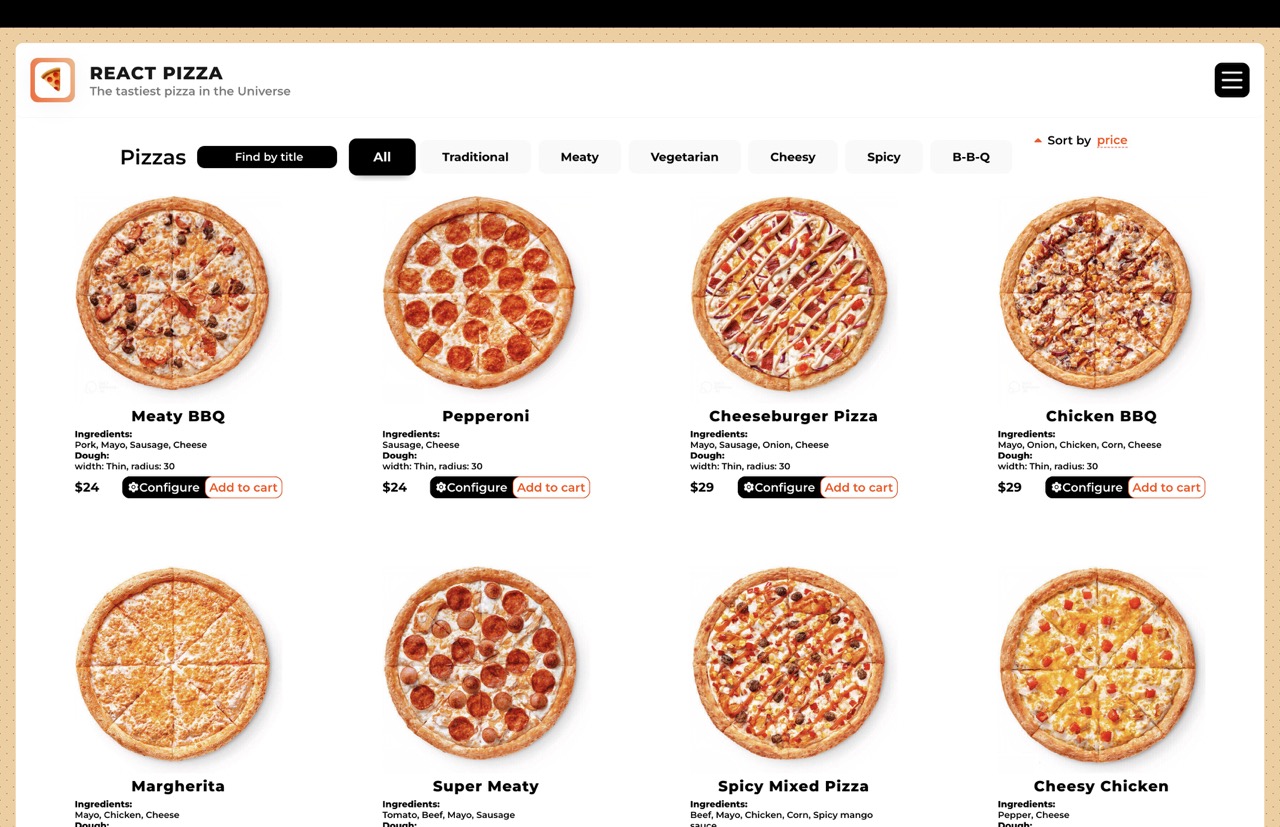 REACT PIZZA
The tastiest pizza in the Universe
Pizzas
Find by title
All
Traditional
Meaty
Vegetarian
Cheesy
Spicy
B-B-Q
Sort by price
Meaty BBQ
Ingredients:
Pork, Mayo, Sausage, Cheese
Dough:
width: Thin, radius: 30
$24
Configure
Add to cart
Pepperoni
Ingredients:
Sausage, Cheese
Dough:
width: Thin, radius: 30
$24
Configure
Add to cart
Cheeseburger Pizza
Ingredients:
Mayo, Sausage, Onion, Cheese
Dough:
width: Thin, radius: 30
$29
Configure
Add to cart
Chicken BBQ
Ingredients:
Mayo, Onion, Chicken, Corn, Cheese
Dough:
width: Thin, radius: 30
$29
Configure
Add to cart
Margherita
Ingredients:
Mayo, Chicken, Cheese
Dough:
Super Meaty
Ingredients:
Tomato, Beef, Mayo, Sausage
Dough:
Spicy Mixed Pizza
Ingredients:
Beef, Mayo, Chicken, Corn, Spicy mango
sauce
Cheesy Chicken
Ingredients:
Pepper, Cheese
Dough: